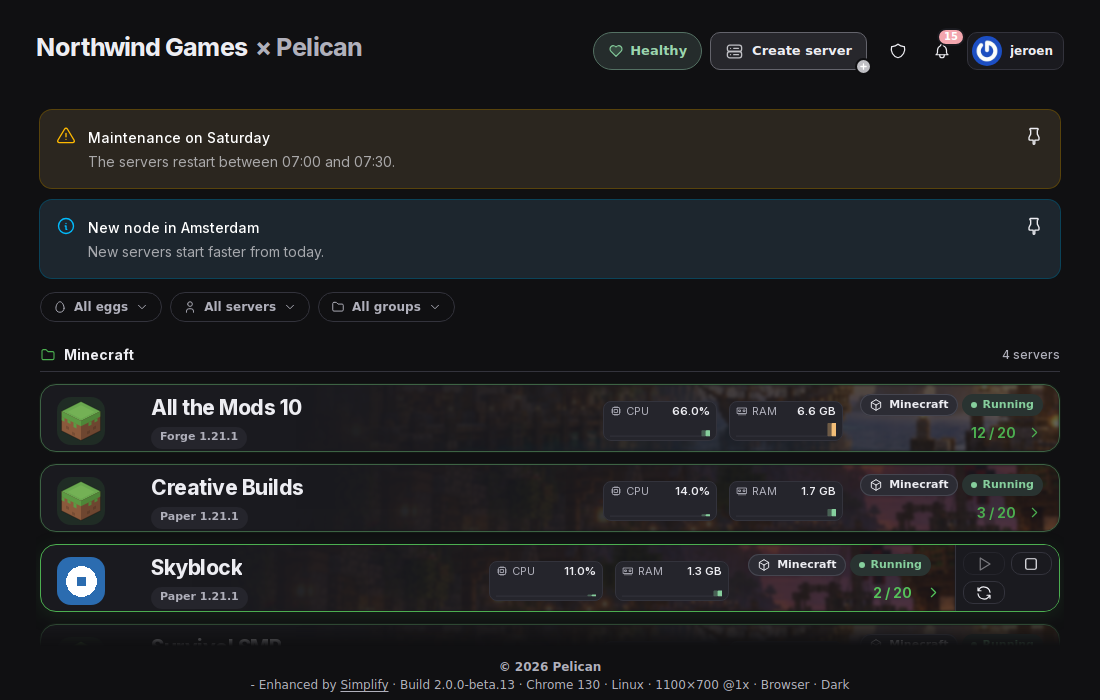 Northwind Games × Pelican
Healthy
Create server
15
jeroen
Maintenance on Saturday
The servers restart between 07:00 and 07:30.
New node in Amsterdam
New servers start faster from today.
All eggs
All servers
All groups
Minecraft
4 servers
All the Mods 10
Forge 1.21.1
CPU 66.0%
RAM 6.6 GB
Minecraft
Running
12 / 20
Creative Builds
Paper 1.21.1
CPU 14.0%
RAM 1.7 GB
Minecraft
Running
3 / 20
Skyblock
Paper 1.21.1
CPU 11.0%
RAM 1.3 GB
Minecraft
Running
2 / 20
Survival SMP
Minecraft
Running
© 2026 Pelican
- Enhanced by Simplify · Build 2.0.0-beta.13 · Chrome 130 · Linux · 1100×700 @1x · Browser · Dark